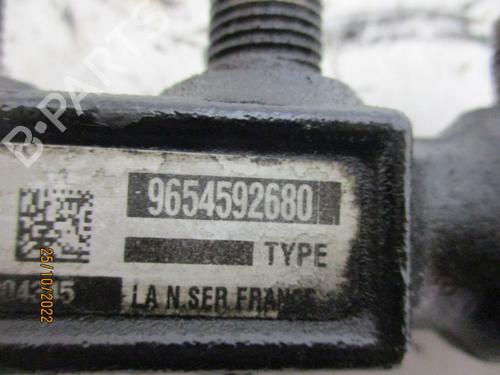 B-PARTS
9654592680
TYPE
LA N SER FRANCE
25/10/2022